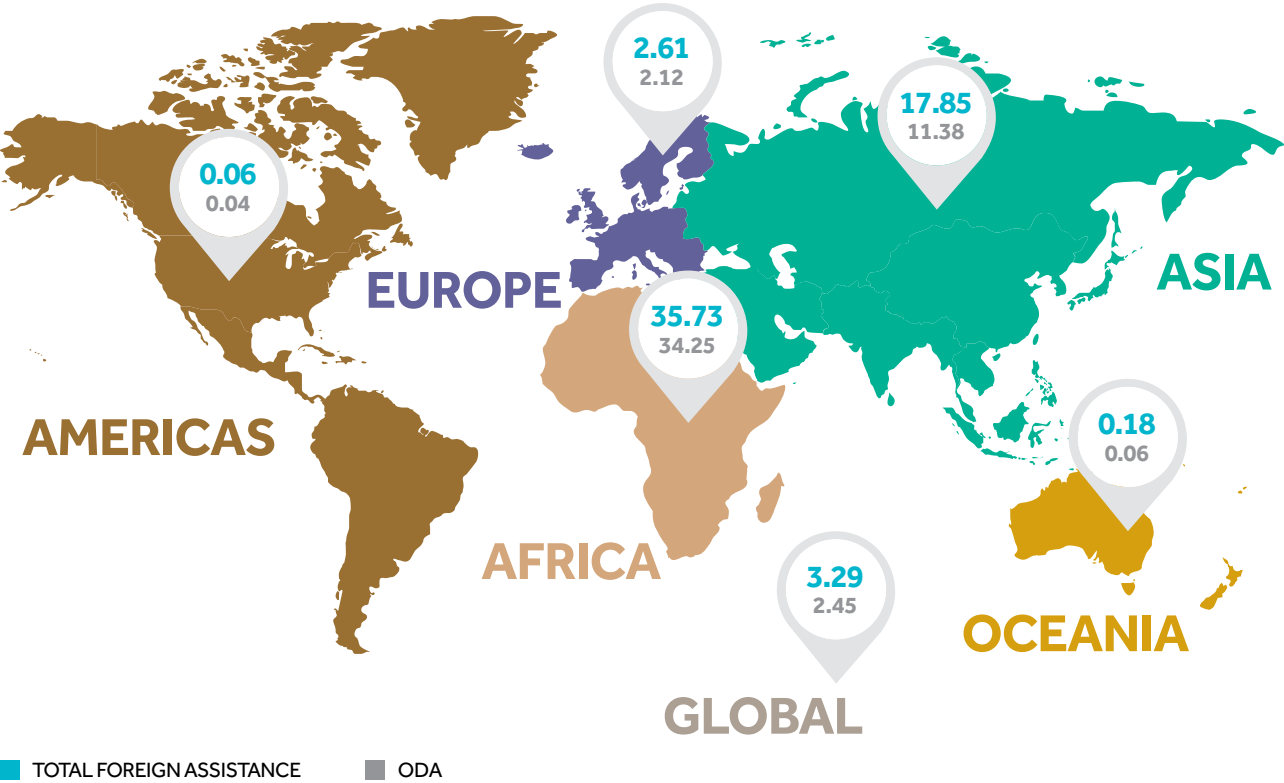 2.61
2.12
17.85
11.38
0.06
0.04
ASIA
EUROPE
35.73
34.25
AMERICAS
0.18
0.06
AFRICA
3.29
2.45
OCEANIA
GLOBAL
TOTAL FOREIGN ASSISTANCE
ODA